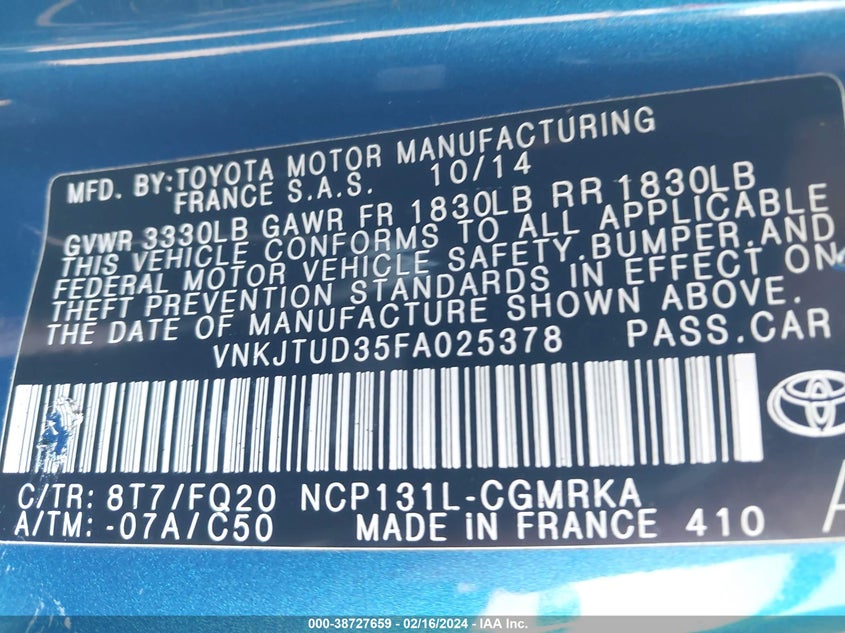 MFD. BY:TOYOTA MOTOR MANUFACTURING
FRANCE S.A.S. 10/14
GVWR 3330LB GAWR FR 1830LB RR 1830LB
THIS VEHICLE CONFORMS TO ALL APPLICABLE
FEDERAL MOTOR VEHICLE SAFETY,BUMPER,AND
THEFT PREVENTION STANDARDS IN EFFECT ON
THE DATE OF MANUFACTURE SHOWN ABOVE.
VNKJTUD35FA025378 PASS.CAR
C/TR: 8T7/FQ20 NCP131L-CGMRKA
A/TM: -07A/C50 MADE iN FRANCE 410
000-38727659 - 02/16/2024 - IAA Inc.